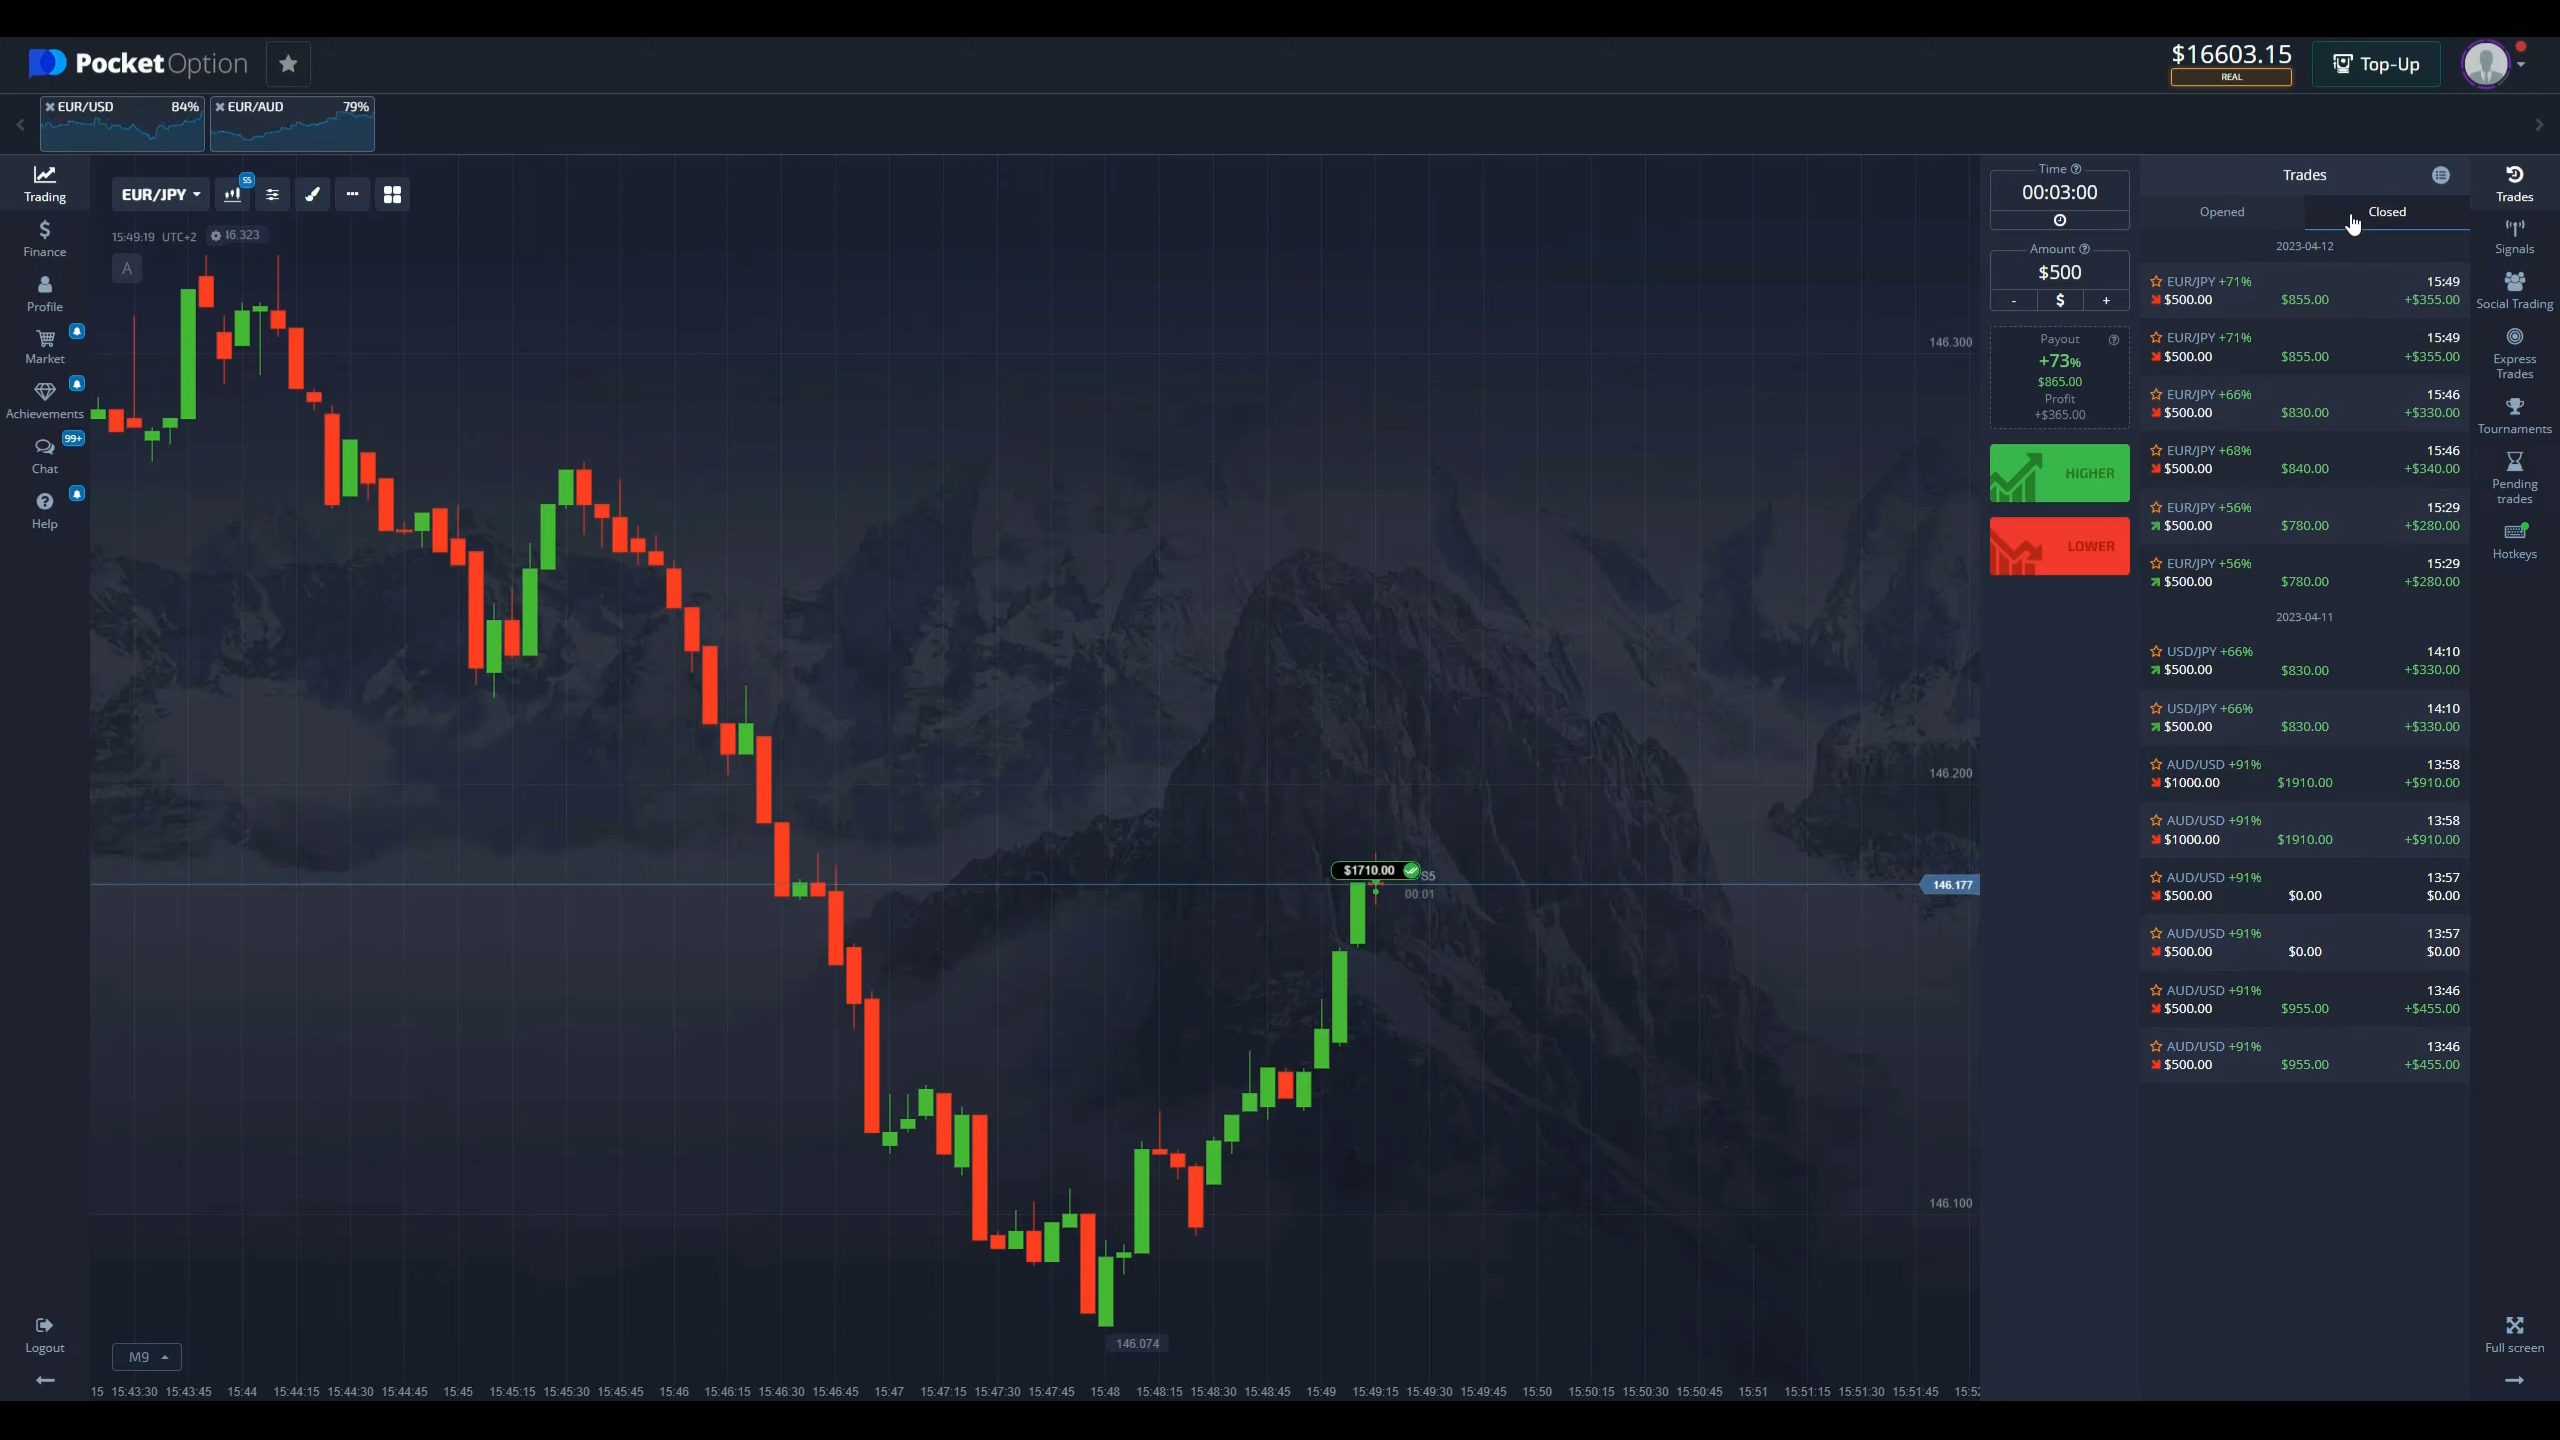 PocketOption
$16603.15
REAL
Top-Up
EUR/USD 84%
EUR/AUD 79%
Trading
Finance
Profile
Market
Achievements
99+
Chat
Help
Logout
EUR/JPY
S5
15:49:19 UTC+2
A
146.300
146.200
146.177
146.100
$1710.00
S5
00:01
146.074
M9
15 15:43:30 15:43:45 15:44 15:44:15 15:44:30 15:44:45 15:45 15:45:15 15:45:30 15:45:45 15:46 15:46:15 15:46:30 15:46:45 15:47 15:47:15 15:47:30 15:47:45 15:48 15:48:15 15:48:30 15:48:45 15:49 15:49:15 15:49:30 15:49:45 15:50 15:50:15 15:50:30 15:50:45 15:51 15:51:15 15:51:30 15:51:45
Time
00:03:00
Amount
$500
- $ +
Payout
+73%
$865.00
Profit
+$365.00
HIGHER
LOWER
Trades
Opened Closed
2023-04-12
EUR/JPY +71% 15:49
$500.00 $855.00 +$355.00
EUR/JPY +71% 15:49
$500.00 $855.00 +$355.00
EUR/JPY +66% 15:46
$500.00 $830.00 +$330.00
EUR/JPY +68% 15:46
$500.00 $840.00 +$340.00
EUR/JPY +56% 15:29
$500.00 $780.00 +$280.00
EUR/JPY +56% 15:29
$500.00 $780.00 +$280.00
2023-04-11
USD/JPY +66% 14:10
$500.00 $830.00 +$330.00
USD/JPY +66% 14:10
$500.00 $830.00 +$330.00
AUD/USD +91% 13:58
$1000.00 $1910.00 +$910.00
AUD/USD +91% 13:58
$1000.00 $1910.00 +$910.00
AUD/USD +91% 13:57
$500.00 $0.00 $0.00
AUD/USD +91% 13:57
$500.00 $0.00 $0.00
AUD/USD +91% 13:46
$500.00 $955.00 +$455.00
AUD/USD +91% 13:46
$500.00 $955.00 +$455.00
Trades
Signals
Social Trading
Express
Trades
Tournaments
Pending
trades
Hotkeys
Full screen